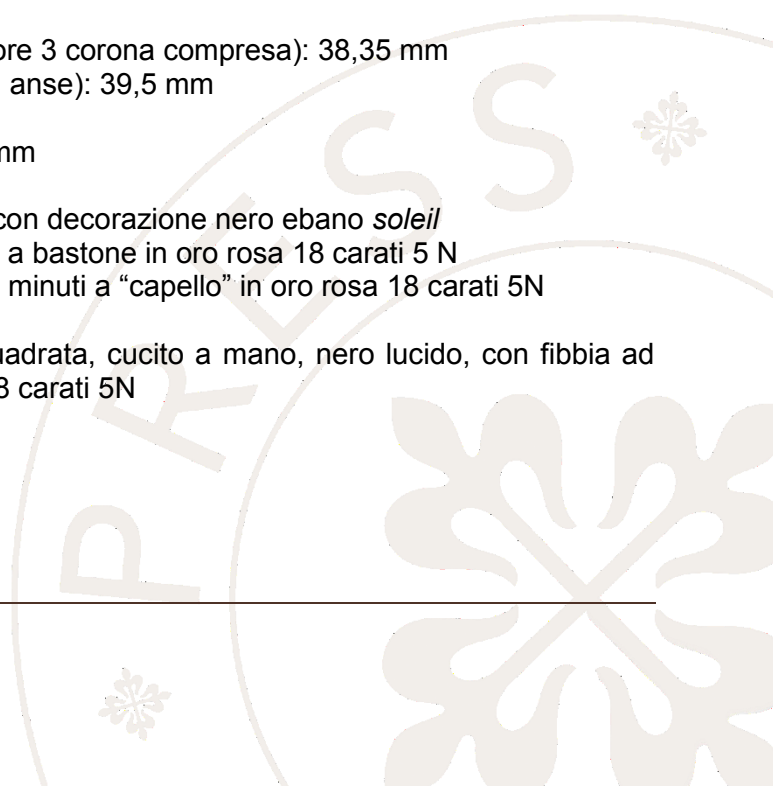 ore 3 corona compresa): 38,35 mm
anse): 39,5 mm
mm
con decorazione nero ebano soleil
a bastone in oro rosa 18 carati 5 N
minuti a “capello” in oro rosa 18 carati 5N
uadrata, cucito a mano, nero lucido, con fibbia ad
8 carati 5N
PRESS